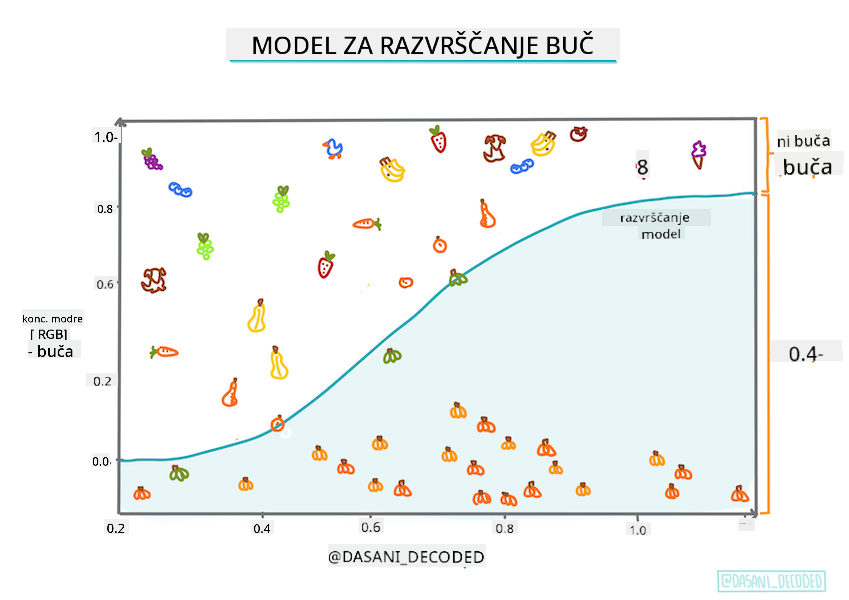 MODEL ZA RAZVRŠČANJE BUČ
1.0-
0.8
0.6
0.2
0.0-
konc. modre
[ RGB]
- buča
ni buča
buča
8
razvrščanje
model
0.4-
0.2
0.4
0.6
0.8
1.0
@DASANI_DECODED
@DASANI_DECODED